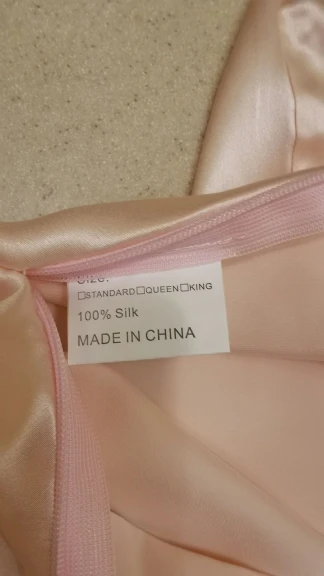 Size:
□STANDARD□QUEEN□KING
100% Silk
MADE IN CHINA